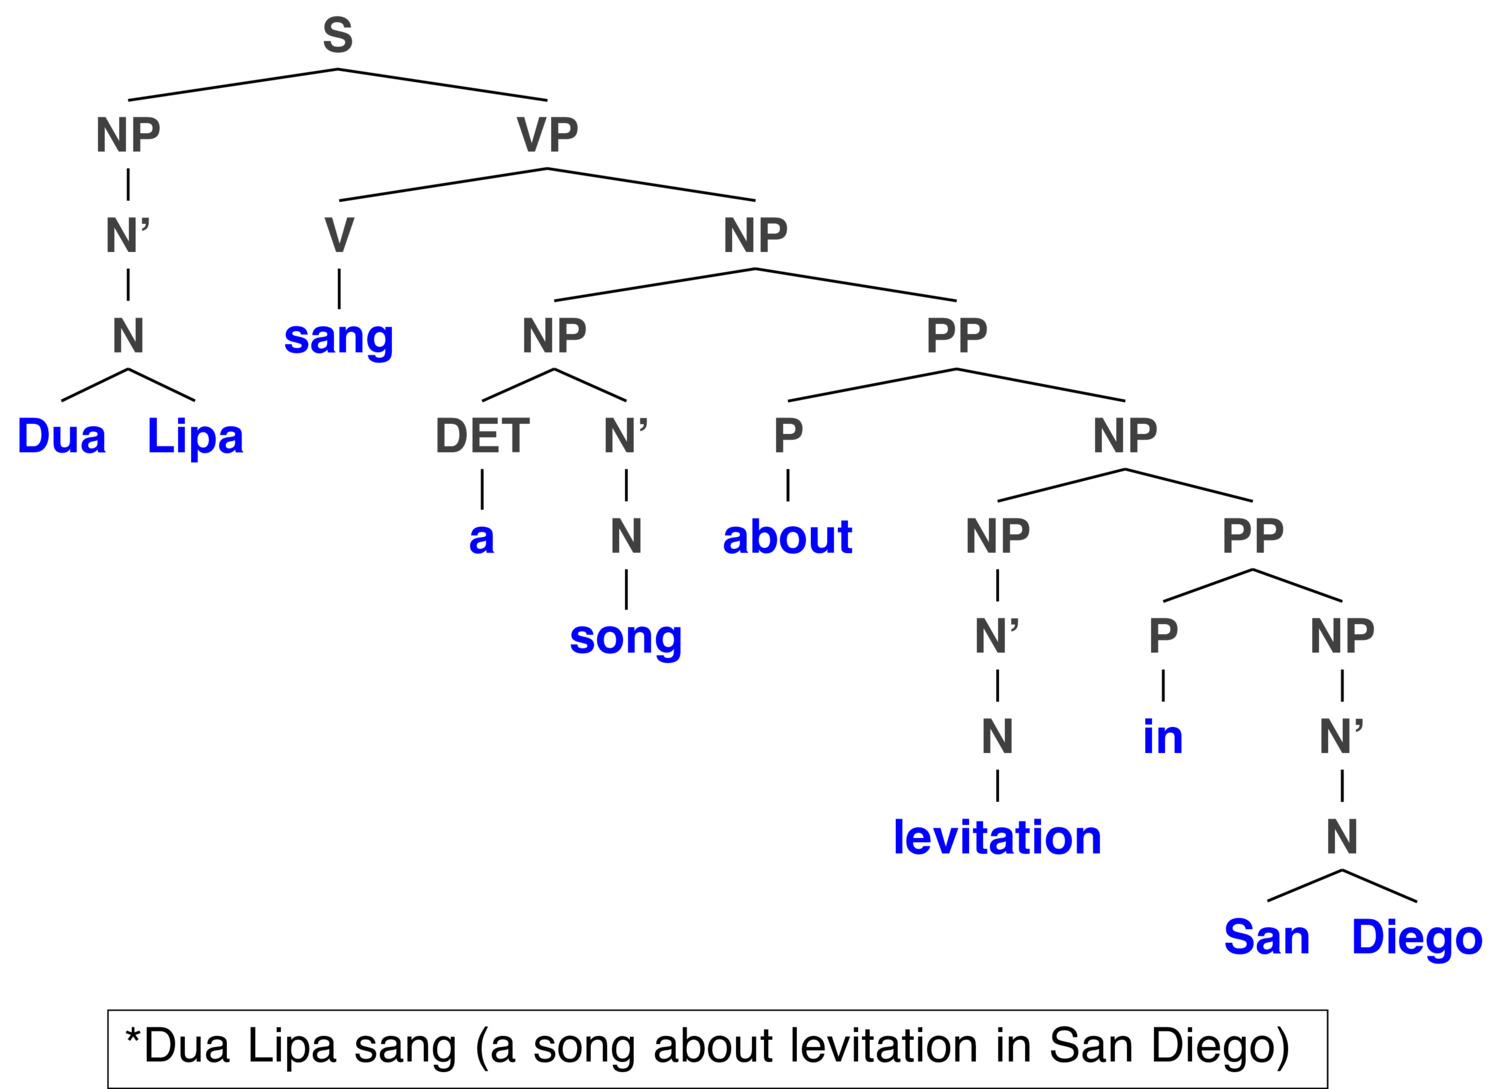 S
NP VP
N’ V NP
N sang NP PP
Dua Lipa DET N’ P NP
a N about NP PP
song N’ P NP
N in N’
levitation N
San Diego
*Dua Lipa sang (a song about levitation in San Diego)